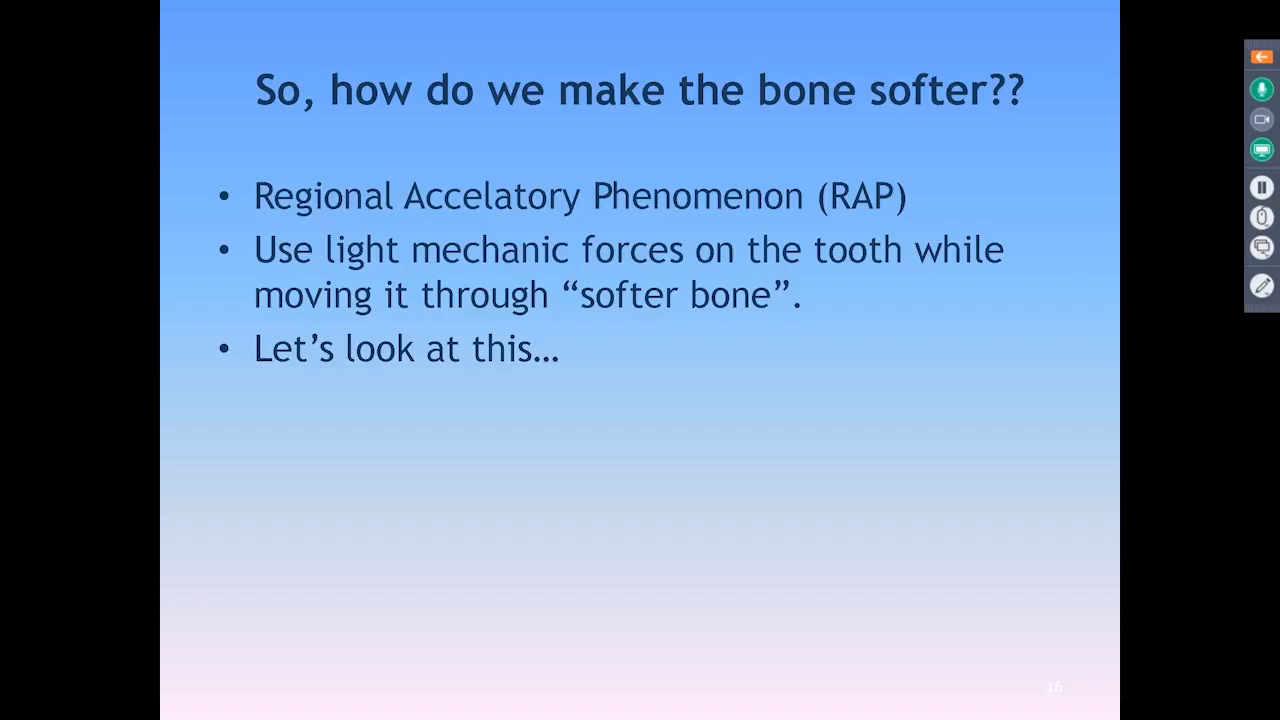 So, how do we make the bone softer??
• Regional Accelatory Phenomenon (RAP)
• Use light mechanic forces on the tooth while
moving it through “softer bone”.
• Let’s look at this…
16